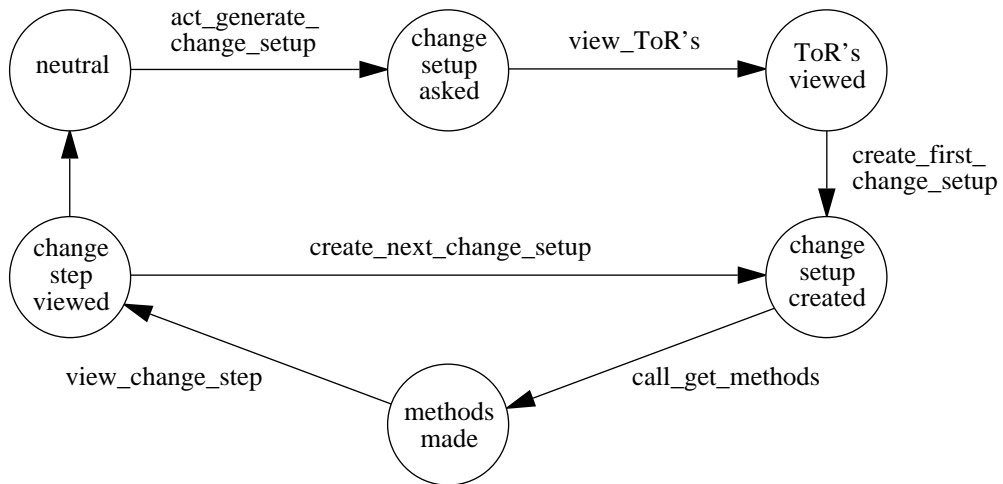 neutral
act_generate_
change_setup
change
setup
asked
view_ToR's
ToR's
viewed
create_first_
change_setup
change
step
viewed
create_next_change_setup
change
setup
created
view_change_step
call_get_methods
methods
made